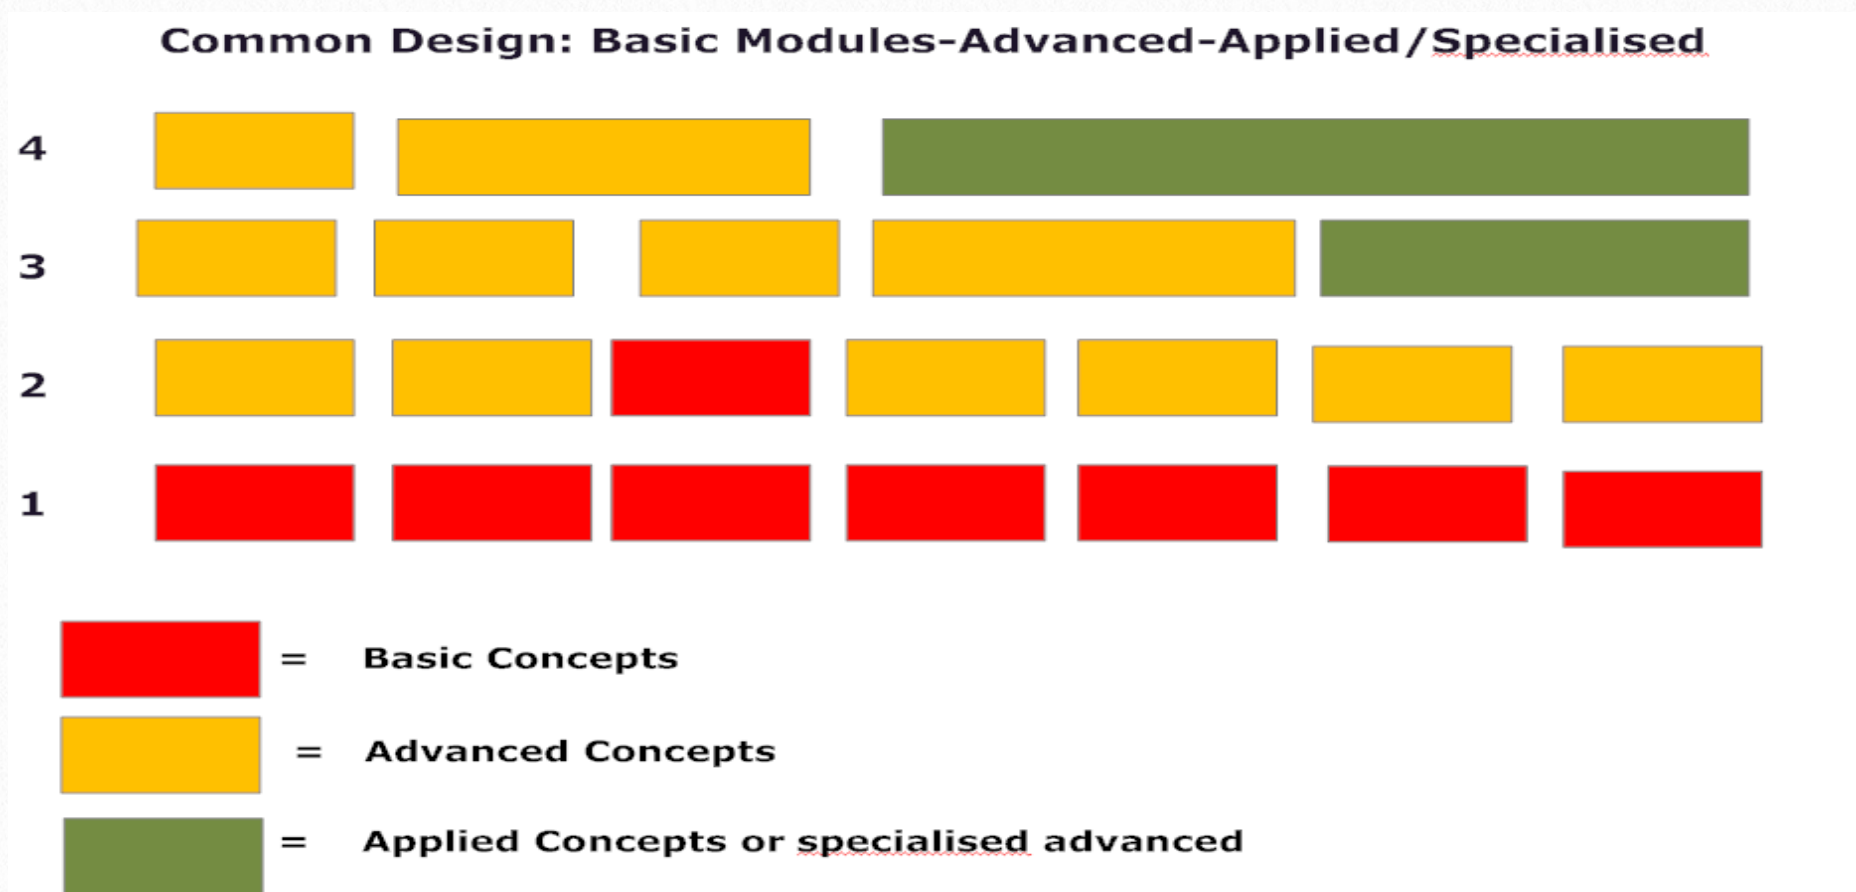 Common Design: Basic Modules-Advanced-Applied/Specialised
4
3
2
1
= Basic Concepts
= Advanced Concepts
= Applied Concepts or specialised advanced